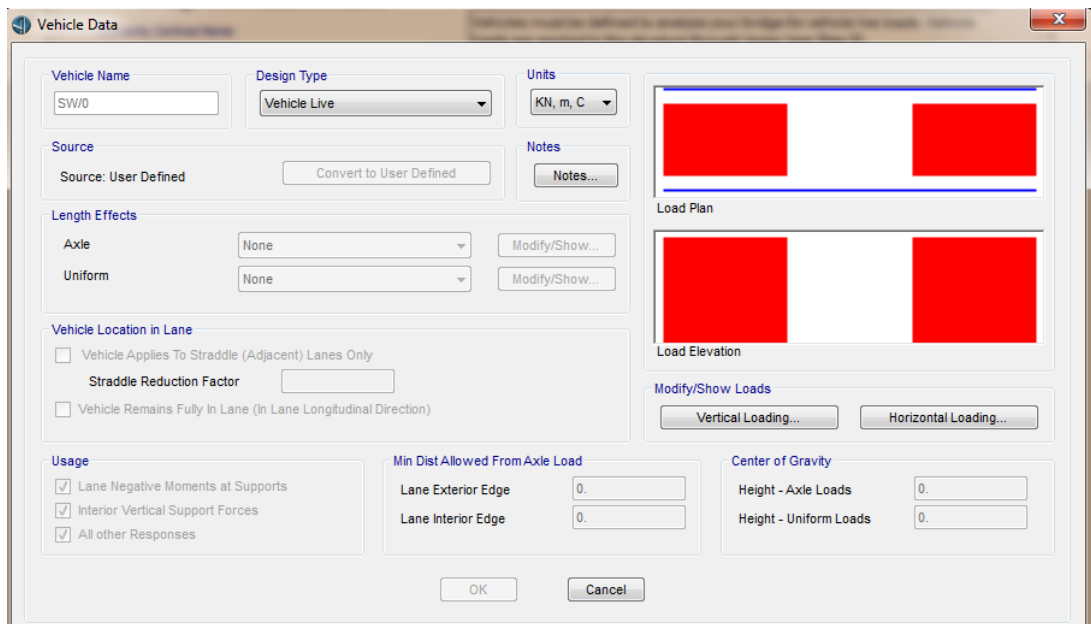 Vehicle Data
Vehicle Name
SW/0
Design Type
Vehicle Live
Units
KN, m, C
Source
Source: User Defined
Convert to User Defined
Notes
Notes...
Load Plan
Length Effects
Axle
None
Modify/Show...
Uniform
None
Modify/Show...
Load Elevation
Vehicle Location in Lane
Vehicle Applies To Straddle (Adjacent) Lanes Only
Straddle Reduction Factor
Vehicle Remains Fully In Lane (In Lane Longitudinal Direction)
Modify/Show Loads
Vertical Loading...
Horizontal Loading...
Usage
Lane Negative Moments at Supports
Interior Vertical Support Forces
All other Responses
Min Dist Allowed From Axle Load
Lane Exterior Edge
0.
Lane Interior Edge
0.
Center of Gravity
Height - Axle Loads
0.
Height - Uniform Loads
0.
OK
Cancel